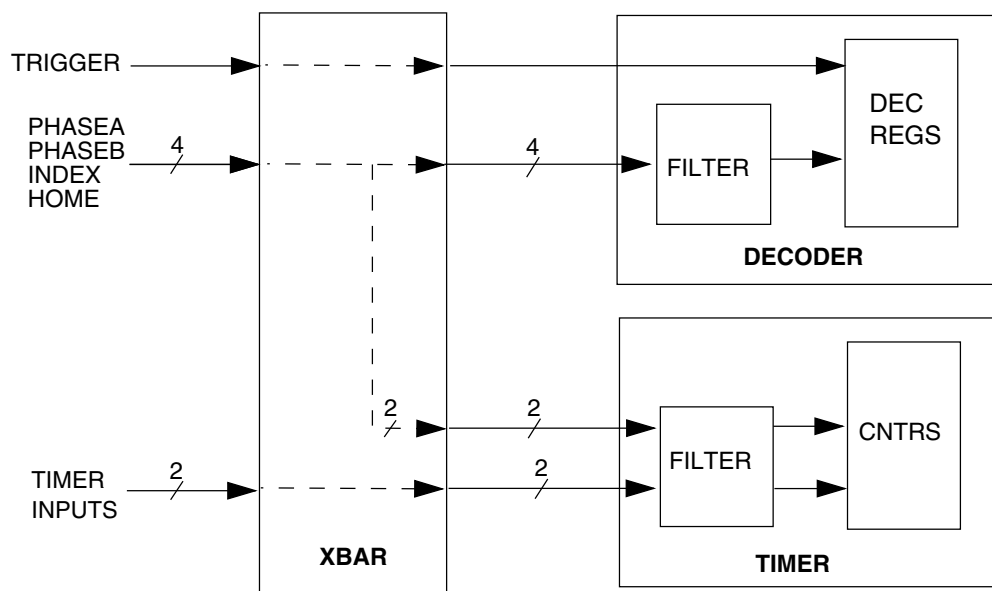 TRIGGER
PHASEA
PHASEB
INDEX
HOME
4
4
FILTER
DEC
REGS
DECODER
2
2
CNTRS
FILTER
TIMER
INPUTS
2
2
XBAR
TIMER